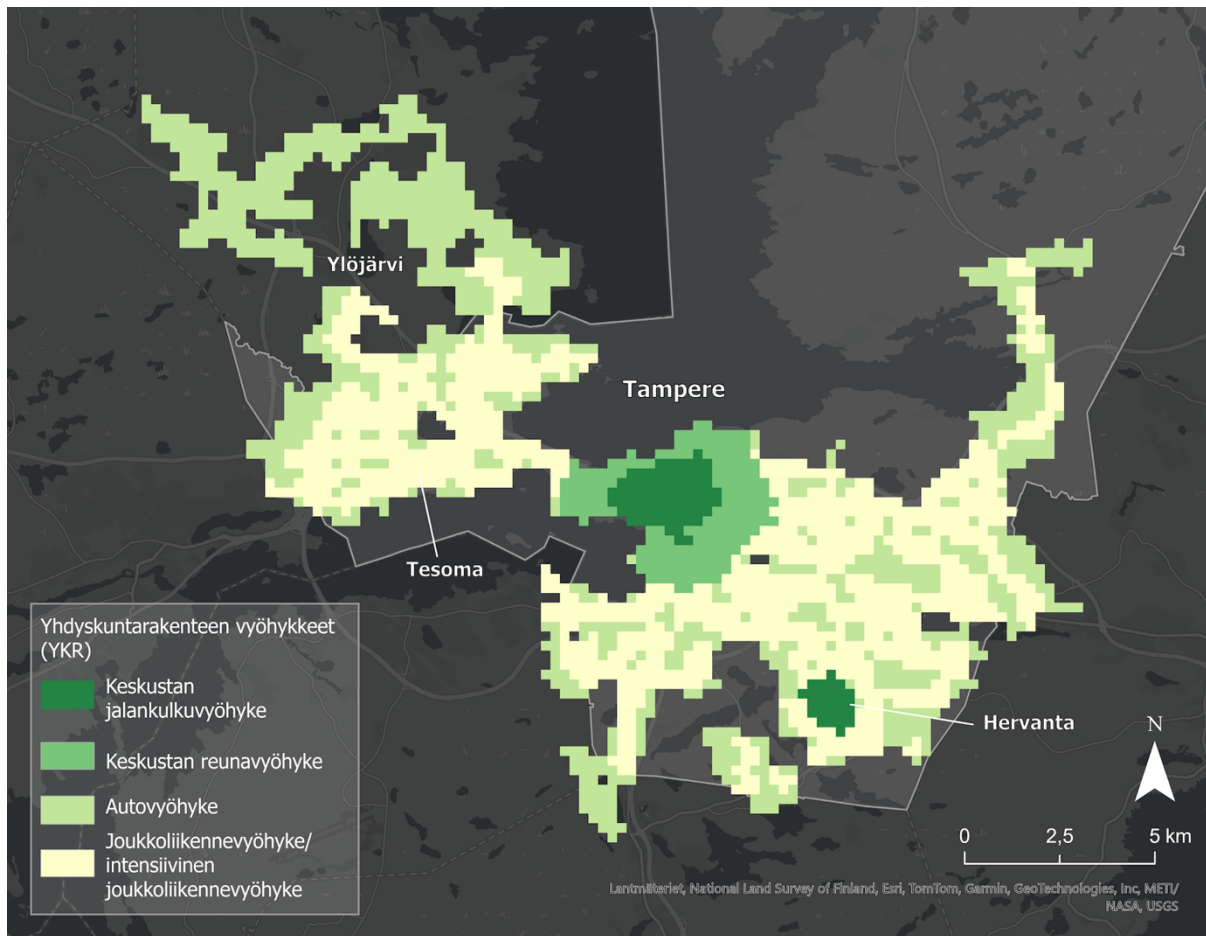 Ylöjärvi
Tampere
Tesoma
Hervanta
Yhdyskuntarakenteen vyöhykkeet
(YKR)
Keskustan
jalankulkuvyöhyke
Keskustan reunavyöhyke
Autovyöhyke
Joukkoliikennevyöhyke/
intensiivinen
joukkoliikennevyöhyke
N
0 2,5 5 km
Lantmäteriet, National Land Survey of Finland, Esri, TomTom, Garmin, GeoTechnologies, Inc, METI/
NASA, USGS